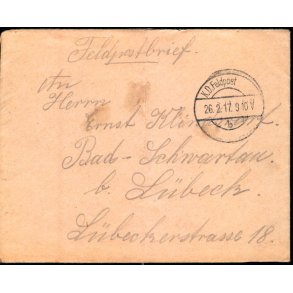 Feldpostbrief.
An
Herrn
Ernst
Bad-Schwartau
b. Lübeck.
Lübeckerstrasse 18.
K.D. Feldpost
26.2.17. 9-10 V